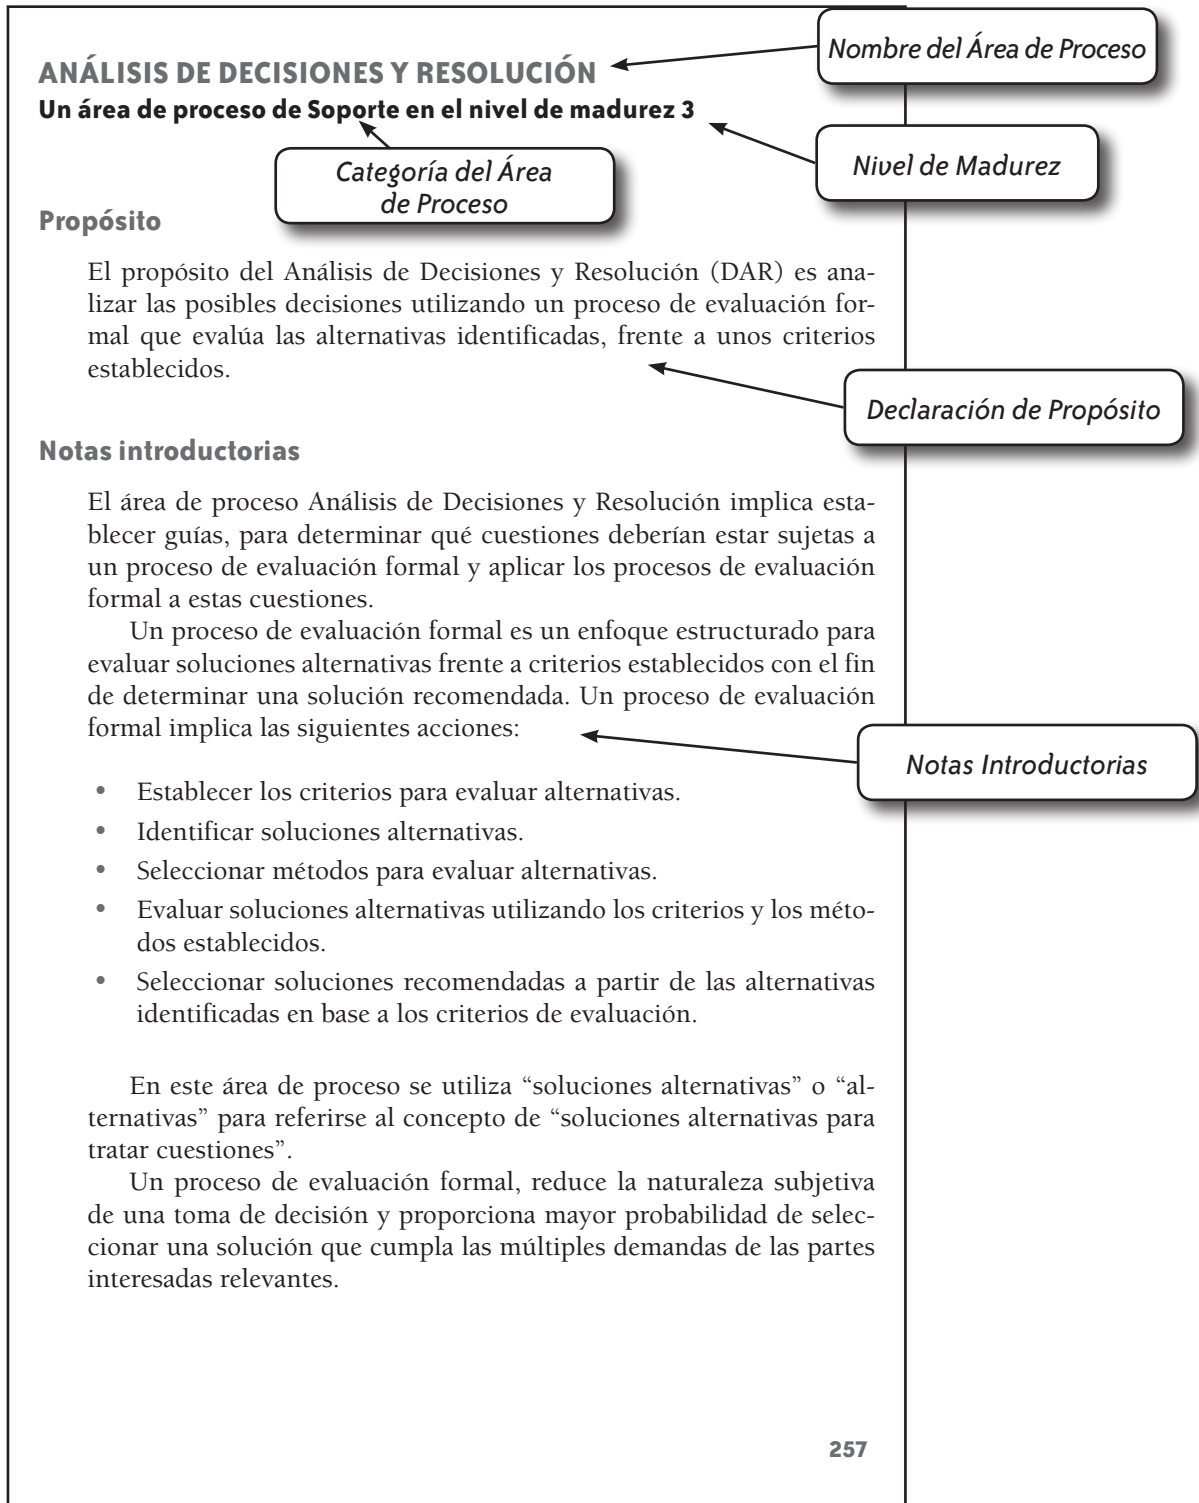 Nombre del Área de Proceso
ANÁLISIS DE DECISIONES Y RESOLUCIÓN
Un área de proceso de Soporte en el nivel de madurez 3
Nivel de Madurez
Categoría del Área
de Proceso
Propósito
El propósito del Análisis de Decisiones y Resolución (DAR) es ana-
lizar las posibles decisiones utilizando un proceso de evaluación for-
mal que evalúa las alternativas identificadas, frente a unos criterios
establecidos.
Declaración de Propósito
Notas introductorias
El área de proceso Análisis de Decisiones y Resolución implica esta-
blecer guías, para determinar qué cuestiones deberían estar sujetas a
un proceso de evaluación formal y aplicar los procesos de evaluación
formal a estas cuestiones.
Un proceso de evaluación formal es un enfoque estructurado para
evaluar soluciones alternativas frente a criterios establecidos con el fin
de determinar una solución recomendada. Un proceso de evaluación
formal implica las siguientes acciones:
Notas Introductorias
• Establecer los criterios para evaluar alternativas.
• Identificar soluciones alternativas.
• Seleccionar métodos para evaluar alternativas.
• Evaluar soluciones alternativas utilizando los criterios y los méto-
dos establecidos.
• Seleccionar soluciones recomendadas a partir de las alternativas
identificadas en base a los criterios de evaluación.
En este área de proceso se utiliza “soluciones alternativas” o “al-
ternativas” para referirse al concepto de “soluciones alternativas para
tratar cuestiones”.
Un proceso de evaluación formal, reduce la naturaleza subjetiva
de una toma de decisión y proporciona mayor probabilidad de selec-
cionar una solución que cumpla las múltiples demandas de las partes
interesadas relevantes.
257